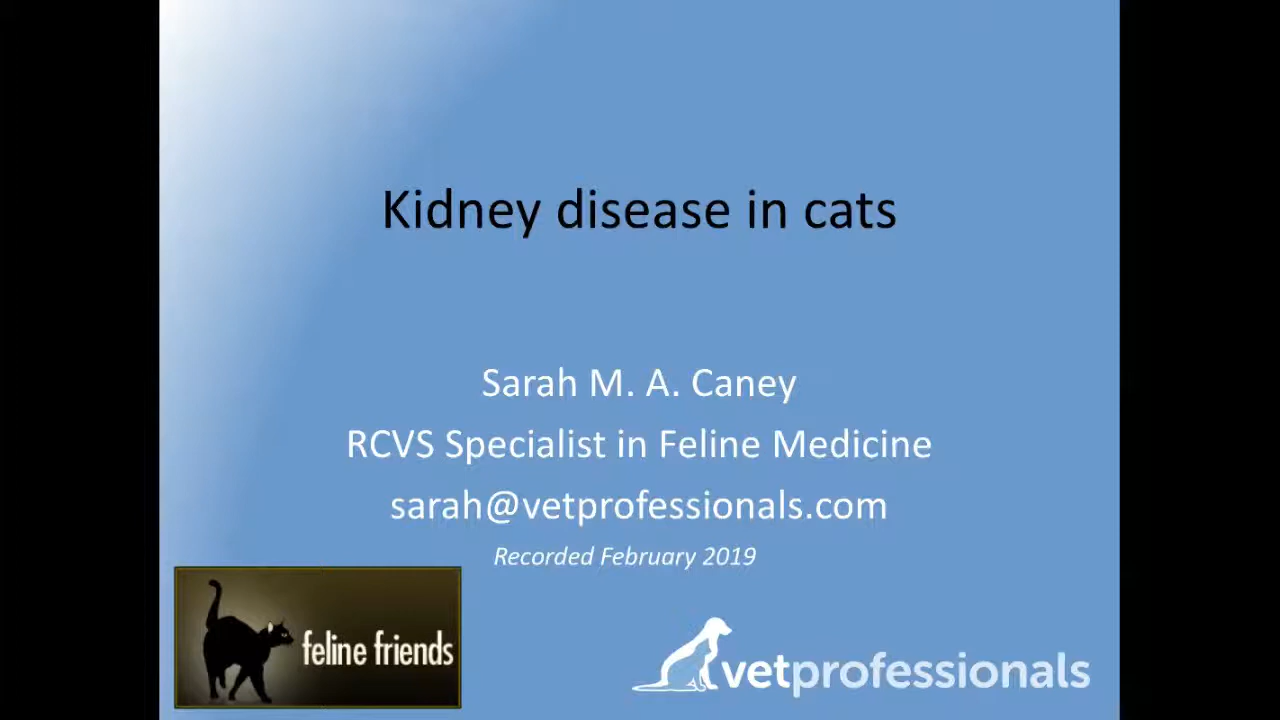 Kidney disease in cats
Sarah M. A. Caney
RCVS Specialist in Feline Medicine
sarah@vetprofessionals.com
Recorded February 2019
feline friends
vetprofessionals